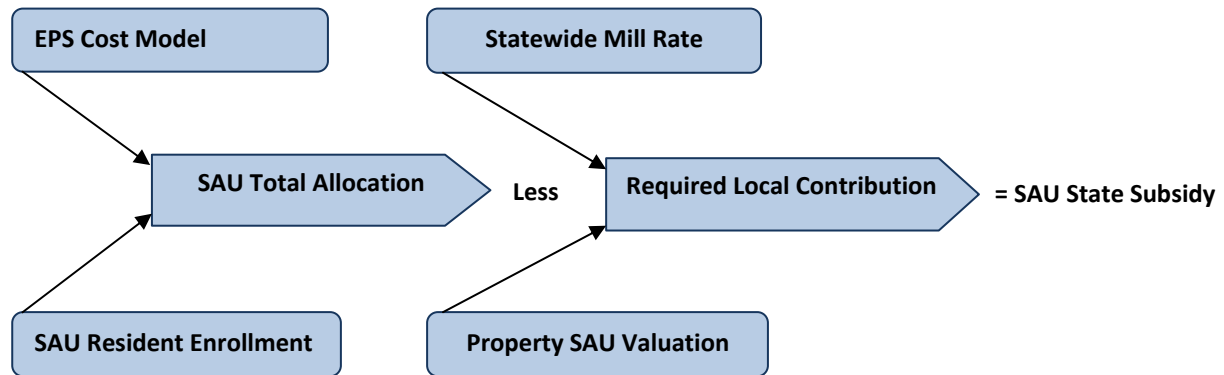 EPS Cost Model
Statewide Mill Rate
SAU Total Allocation
Less
Required Local Contribution
= SAU State Subsidy
SAU Resident Enrollment
Property SAU Valuation